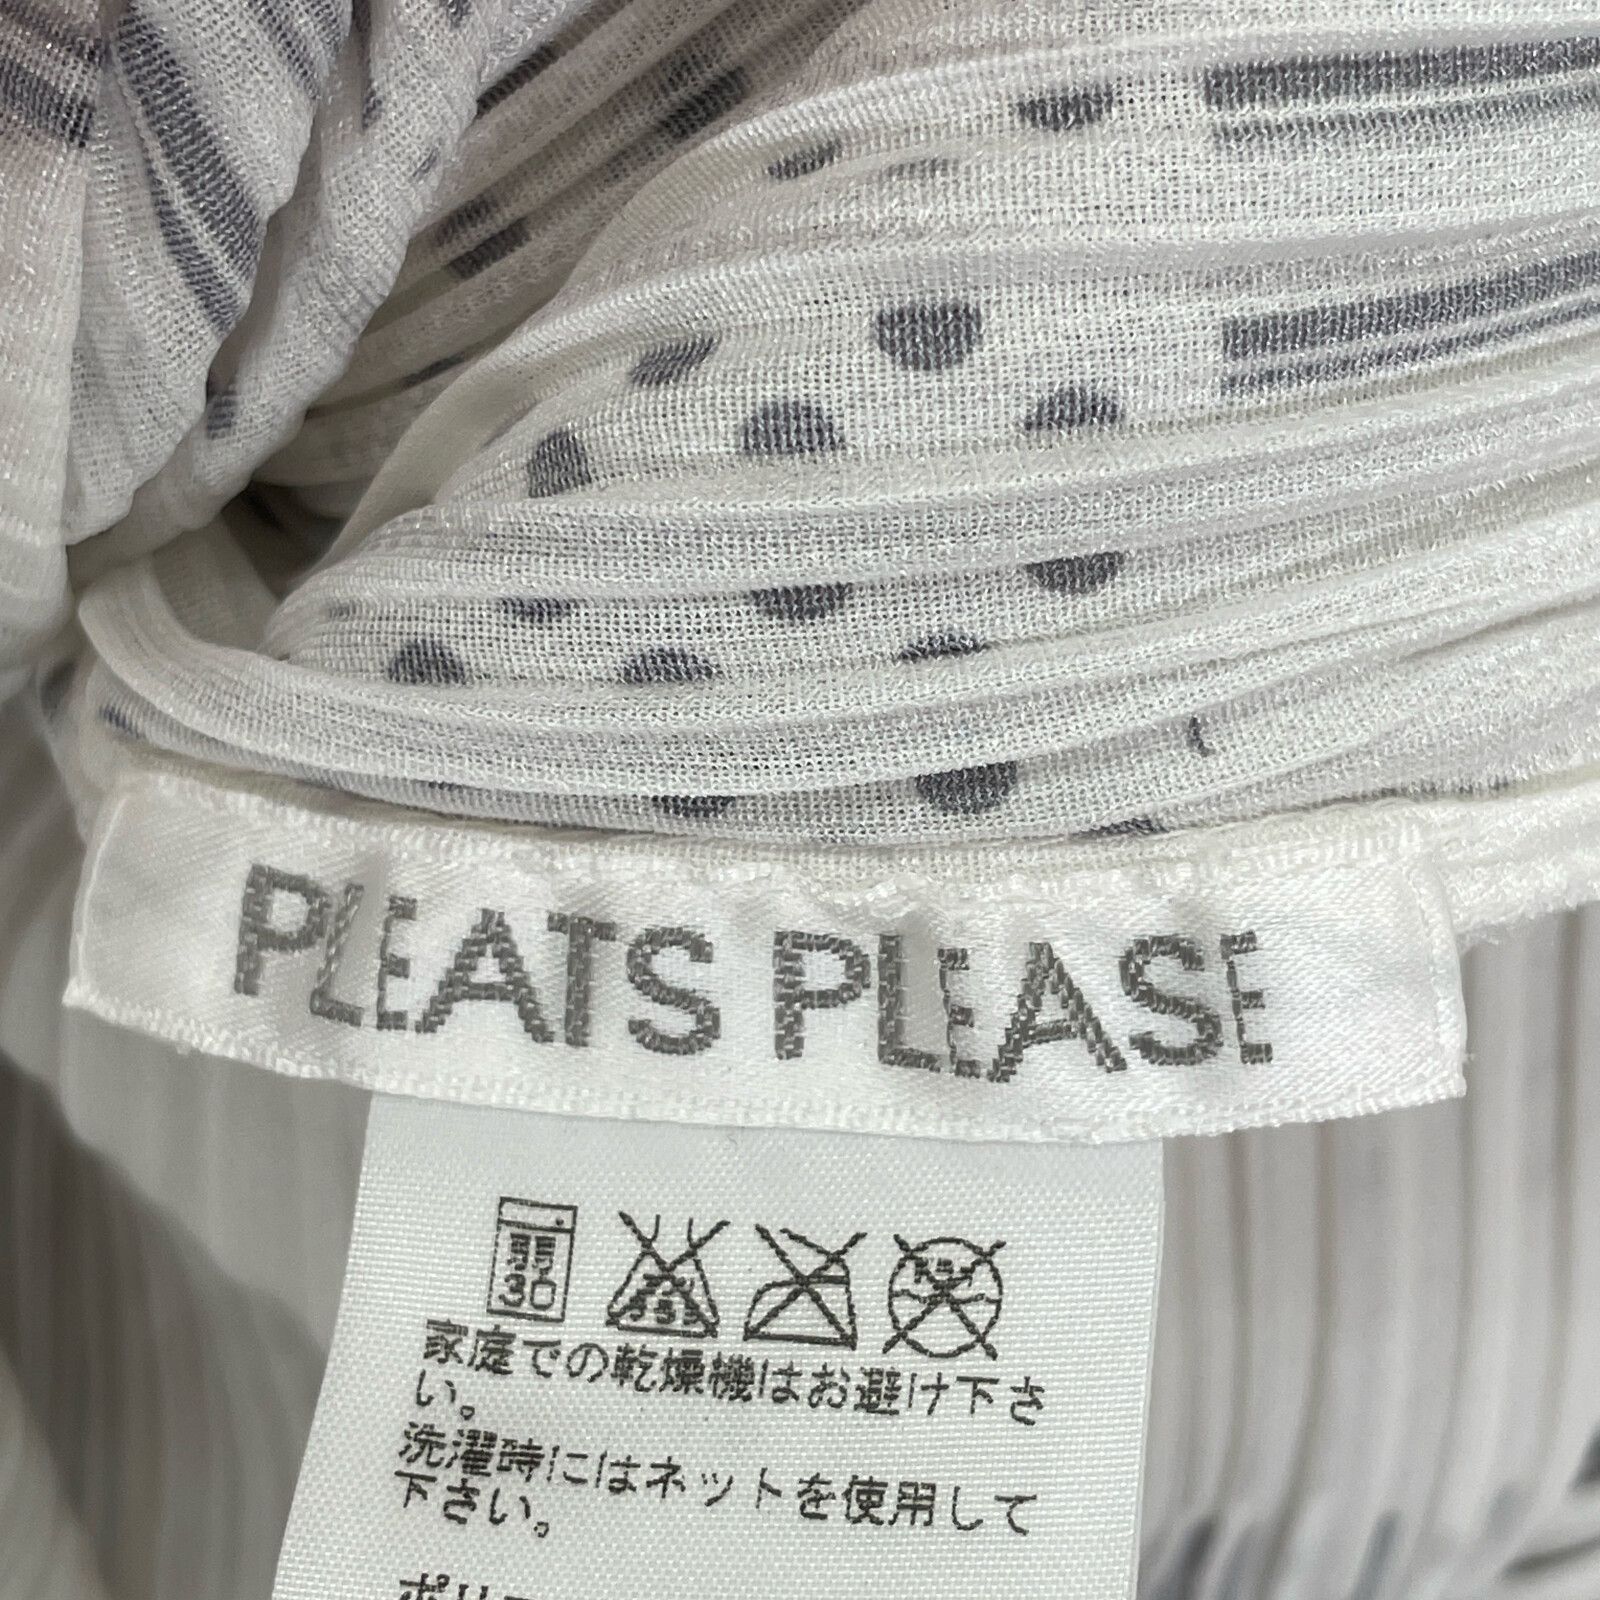 PLEATS PLEASE
弱
30
家庭での乾燥機はお避け下さ
い。
洗濯時にはネットを使用して
下さい。